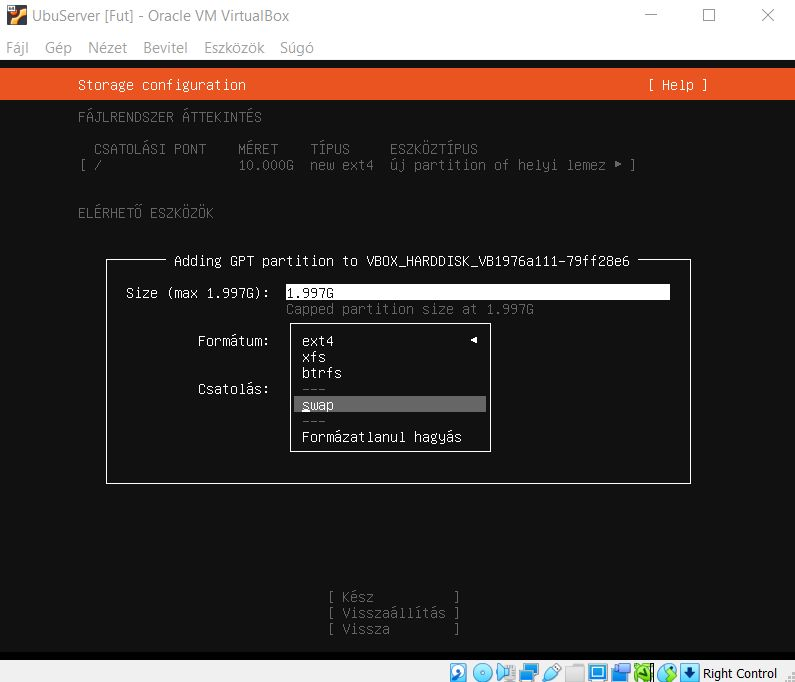 UbuServer [Fut] - Oracle VM VirtualBox
Fájl Gép Nézet Bevitel Eszközök Súgó
Storage configuration [ Help ]
FÁJLRENDSZER ÁTTEKINTÉS
CSATOLÁSI PONT MÉRET TÍPUS ESZKÖZTÍPUS
[ / 10.000G new ext4 új partition of helyi lemez ▸ ]
ELÉRHETŐ ESZKÖZÖK
Adding GPT partition to VBOX_HARDDISK_VB1976a111-79ff28e6
Size (max 1.997G): 1.997G
Capped partition size at 1.997G
Formátum: ext4 ◂
xfs
btrfs
Csatolás: ---
swap
---
Formázatlanul hagyás
[ Kész ]
[ Visszaállítás ]
[ Vissza ]
Right Control